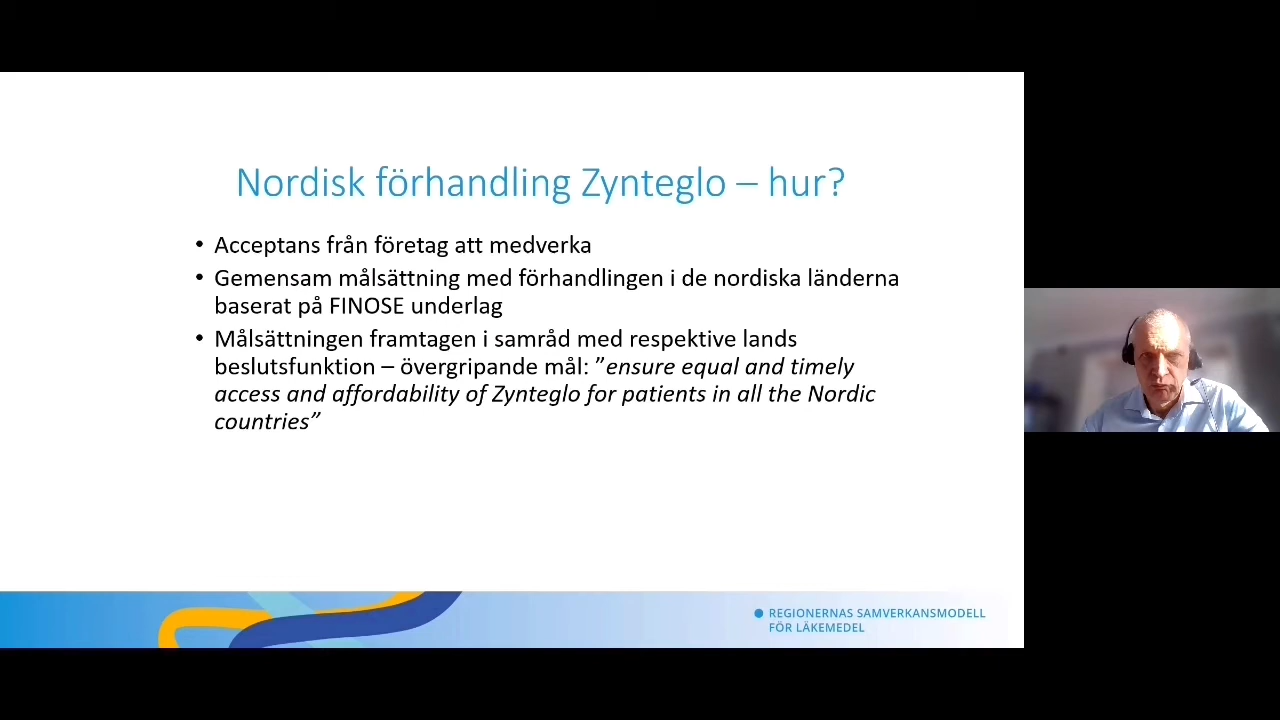 Nordisk förhandling Zynteglo – hur?
• Acceptans från företag att medverka
• Gemensam målsättning med förhandlingen i de nordiska länderna
baserat på FINOSE underlag
• Målsättningen framtagen i samråd med respektive lands
beslutsfunktion – övergripande mål: ”ensure equal and timely
access and affordability of Zynteglo for patients in all the Nordic
countries”
REGIONERNAS SAMVERKANSMODELL
FÖR LÄKEMEDEL